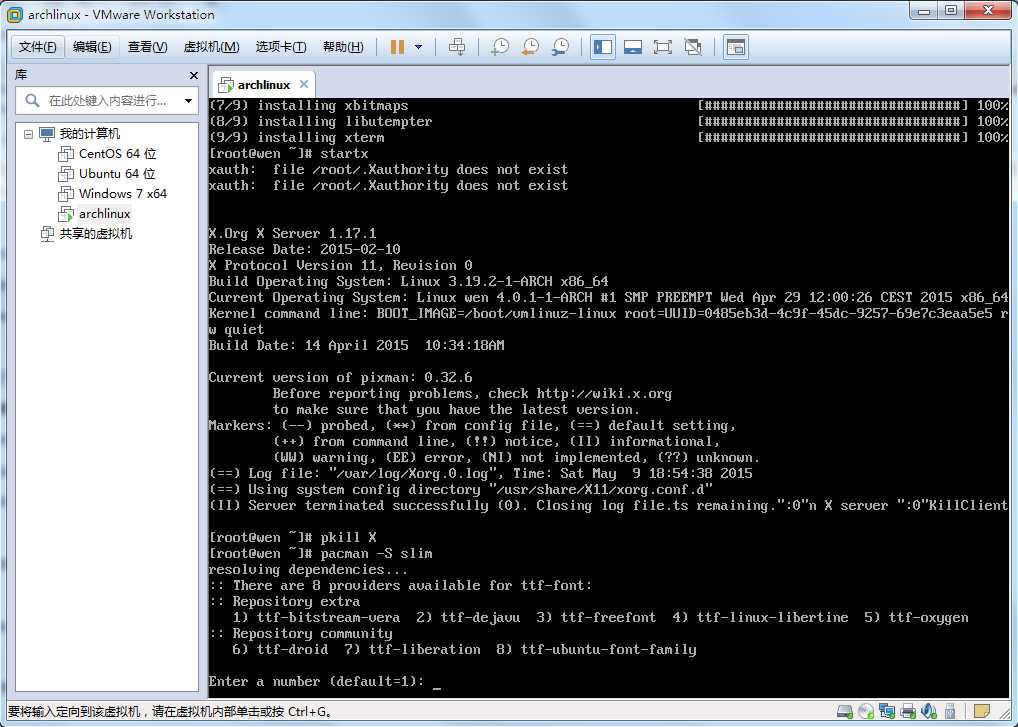 archlinux - VMware Workstation
文件(F) 编辑(E) 查看(V) 虚拟机(M) 选项卡(T) 帮助(H)
库
在此处键入内容进行...
我的计算机
CentOS 64 位
Ubuntu 64 位
Windows 7 x64
archlinux
共享的虚拟机
archlinux
(7/9) installing xbitmaps [################################] 100%
(8/9) installing libutempter [################################] 100%
(9/9) installing xterm [################################] 100%
[root@wen ~]# startx
xauth:  file /root/.Xauthority does not exist
xauth:  file /root/.Xauthority does not exist
X.Org X Server 1.17.1
Release Date: 2015-02-10
X Protocol Version 11, Revision 0
Build Operating System: Linux 3.19.2-1-ARCH x86_64
Current Operating System: Linux wen 4.0.1-1-ARCH #1 SMP PREEMPT Wed Apr 29 12:00:26 CEST 2015 x86_64
Kernel command line: BOOT_IMAGE=/boot/vmlinuz-linux root=UUID=0485eb3d-4c9f-45dc-9257-69e7c3eaa5e5 r
w quiet
Build Date: 14 April 2015  10:34:18AM
Current version of pixman: 0.32.6
Before reporting problems, check http://wiki.x.org
to make sure that you have the latest version.
Markers: (--) probed, (**) from config file, (==) default setting,
(++) from command line, (!!) notice, (II) informational,
(WW) warning, (EE) error, (NI) not implemented, (??) unknown.
(==) Log file: "/var/log/Xorg.0.log", Time: Sat May  9 18:54:38 2015
(==) Using system config directory "/usr/share/X11/xorg.conf.d"
(II) Server terminated successfully (0). Closing log file.ts remaining.":0"n X server ":0"KillClient
[root@wen ~]# pkill X
[root@wen ~]# pacman -S slim
resolving dependencies...
:: There are 8 providers available for ttf-font:
:: Repository extra
1) ttf-bitstream-vera  2) ttf-dejavu  3) ttf-freefont  4) ttf-linux-libertine  5) ttf-oxygen
:: Repository community
6) ttf-droid  7) ttf-liberation  8) ttf-ubuntu-font-family
Enter a number (default=1): _
要将输入定向到该虚拟机，请在虚拟机内部单击或按 Ctrl+G。